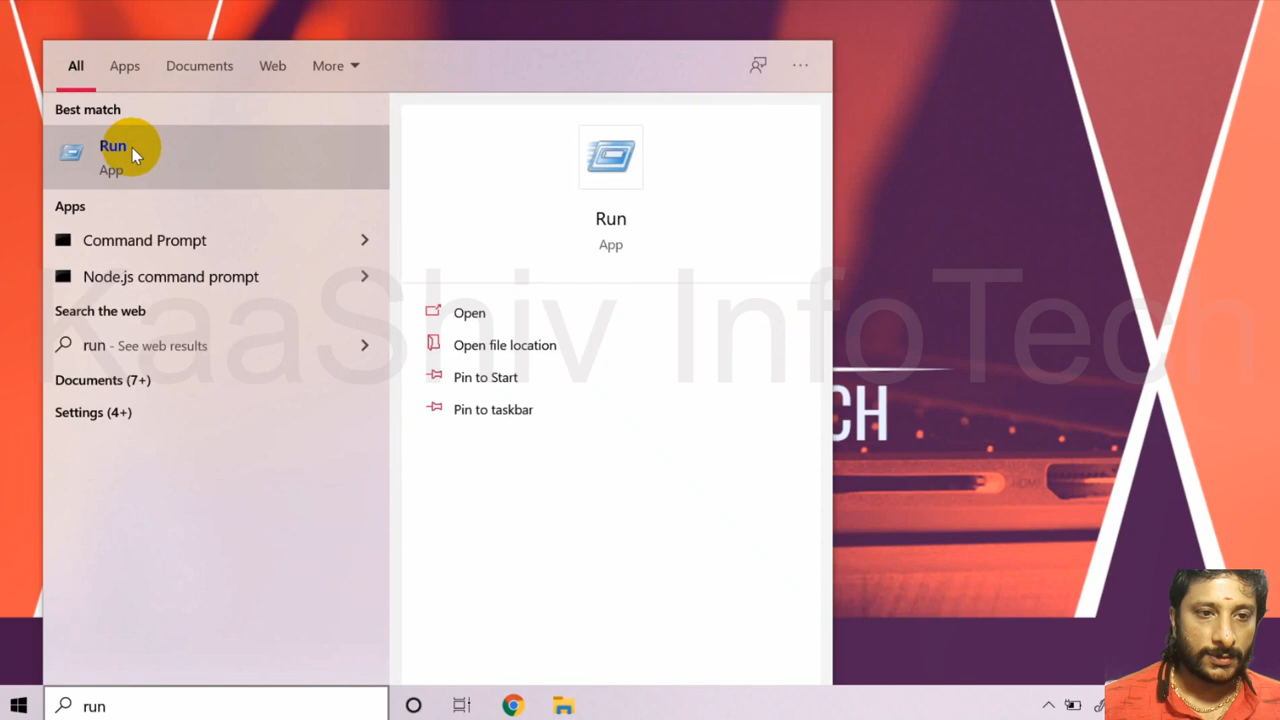 All Apps Documents Web More
Best match
Run
App
Apps
Command Prompt
Node.js command prompt
Search the web
run - See web results
Documents (7+)
Settings (4+)
Run
App
Open
Open file location
Pin to Start
Pin to taskbar
KaaShiv InfoTech
CH
HDMI
run